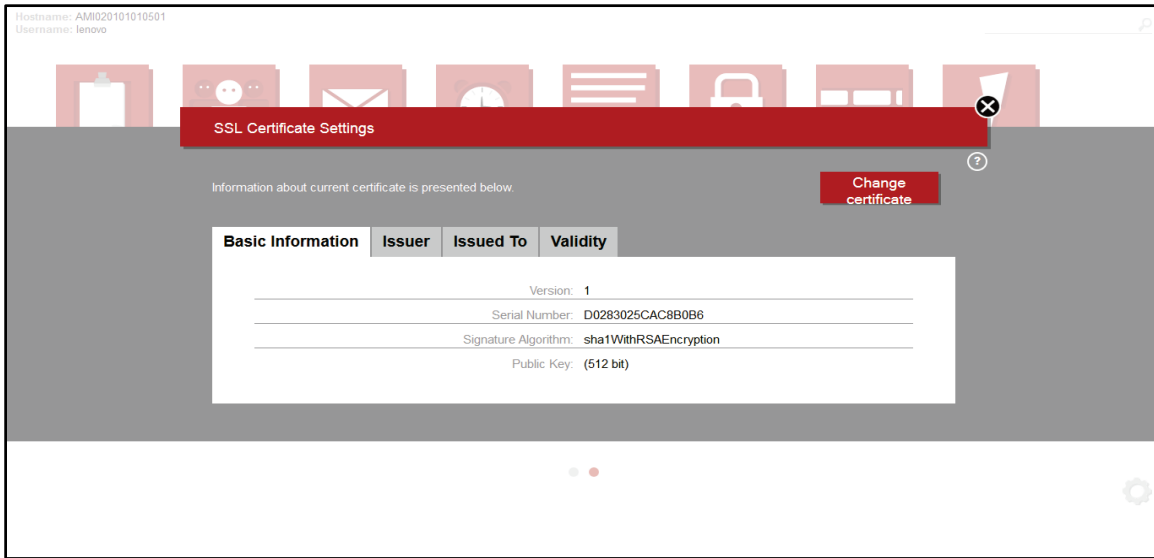 Hostname: AMI020101010501
Username: lenovo
SSL Certificate Settings
?
Information about current certificate is presented below.
Change
certificate
Basic Information Issuer Issued To Validity
Version: 1
Serial Number: D0283025CAC8B0B6
Signature Algorithm: sha1WithRSAEncryption
Public Key: (512 bit)